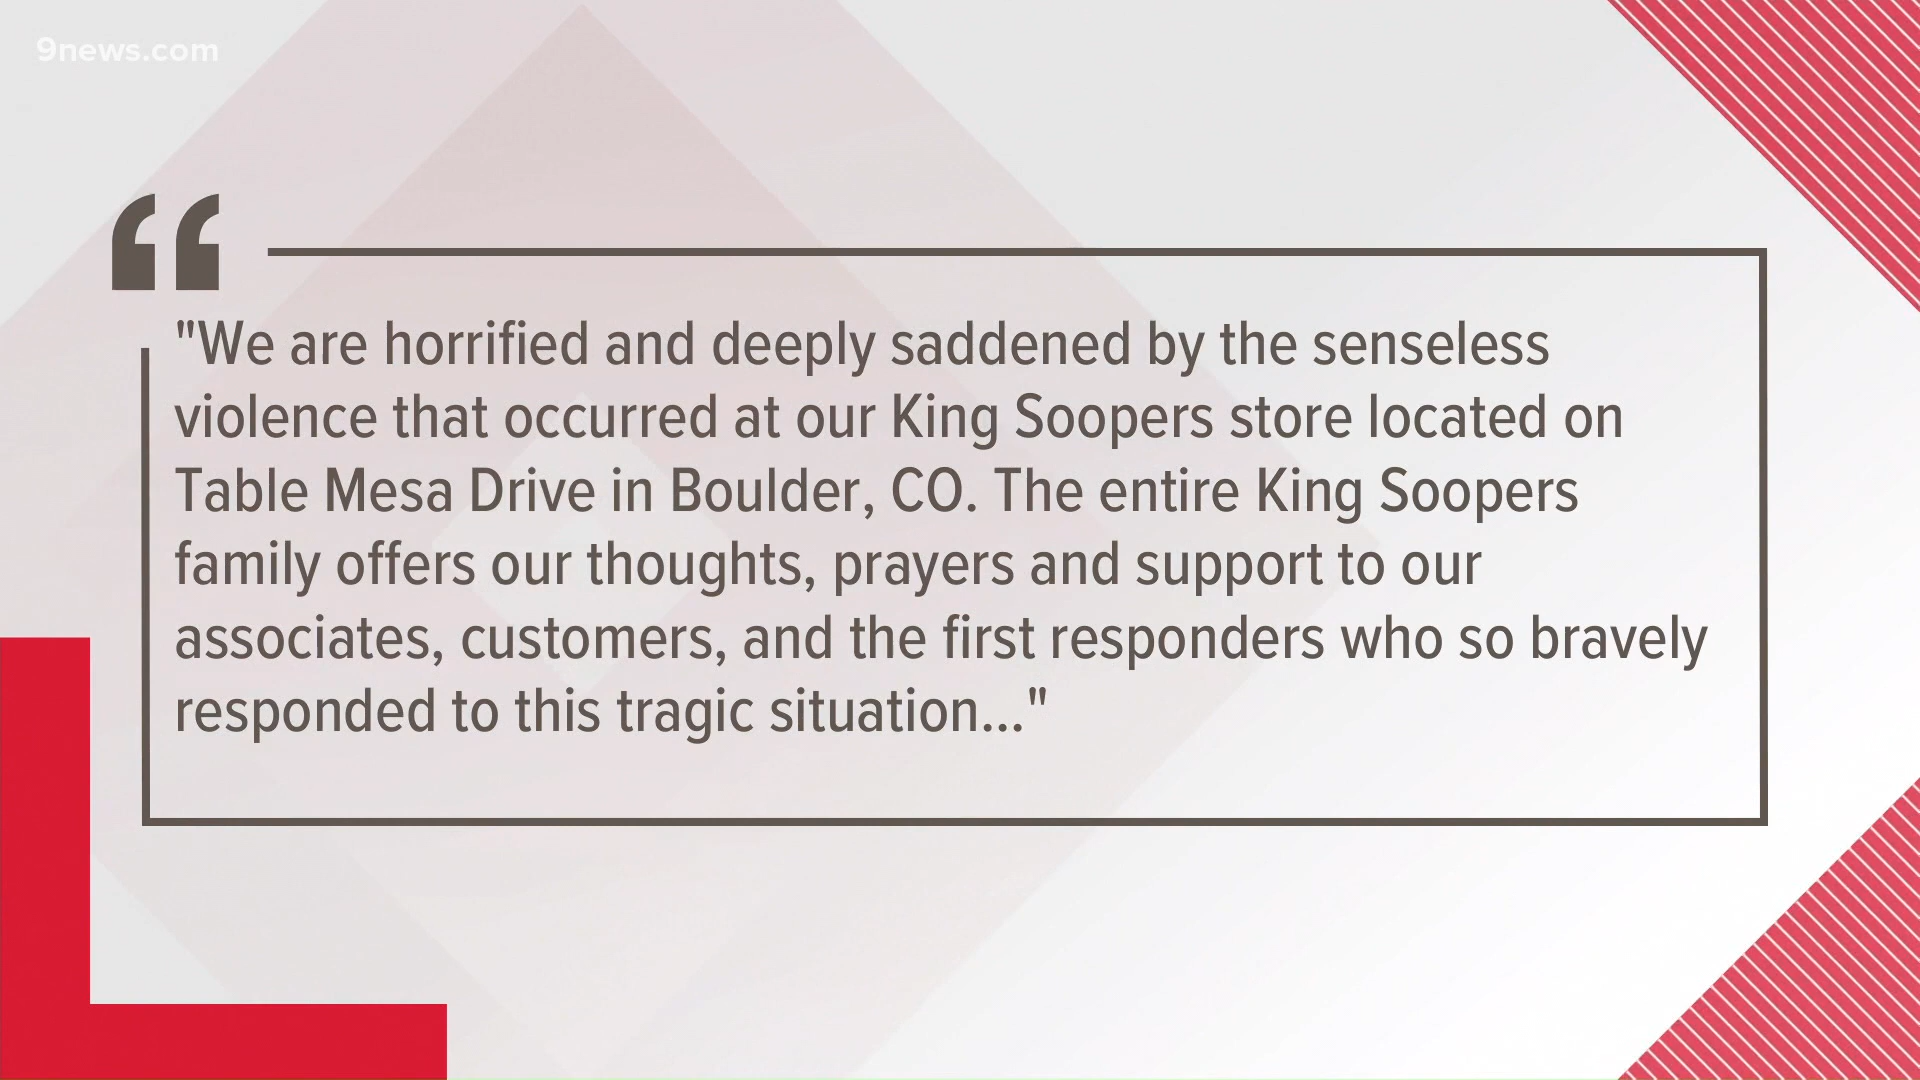 9news.com
"We are horrified and deeply saddened by the senseless
violence that occurred at our King Soopers store located on
Table Mesa Drive in Boulder, CO. The entire King Soopers
family offers our thoughts, prayers and support to our
associates, customers, and the first responders who so bravely
responded to this tragic situation..."